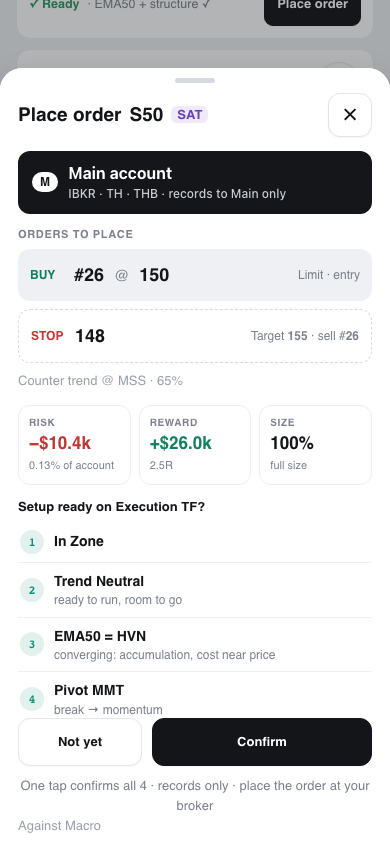 ✓ Ready · EMA50 + structure ✓
Place order
Place order S50 SAT
M
Main account
IBKR · TH · THB · records to Main only
ORDERS TO PLACE
BUY #26 @ 150 Limit · entry
STOP 148 Target 155 · sell #26
Counter trend @ MSS · 65%
RISK
−$10.4k
0.13% of account
REWARD
+$26.0k
2.5R
SIZE
100%
full size
Setup ready on Execution TF?
1 In Zone
2 Trend Neutral
ready to run, room to go
3 EMA50 = HVN
converging: accumulation, cost near price
4 Pivot MMT
break → momentum
Not yet
Confirm
One tap confirms all 4 · records only · place the order at your
broker
Against Macro